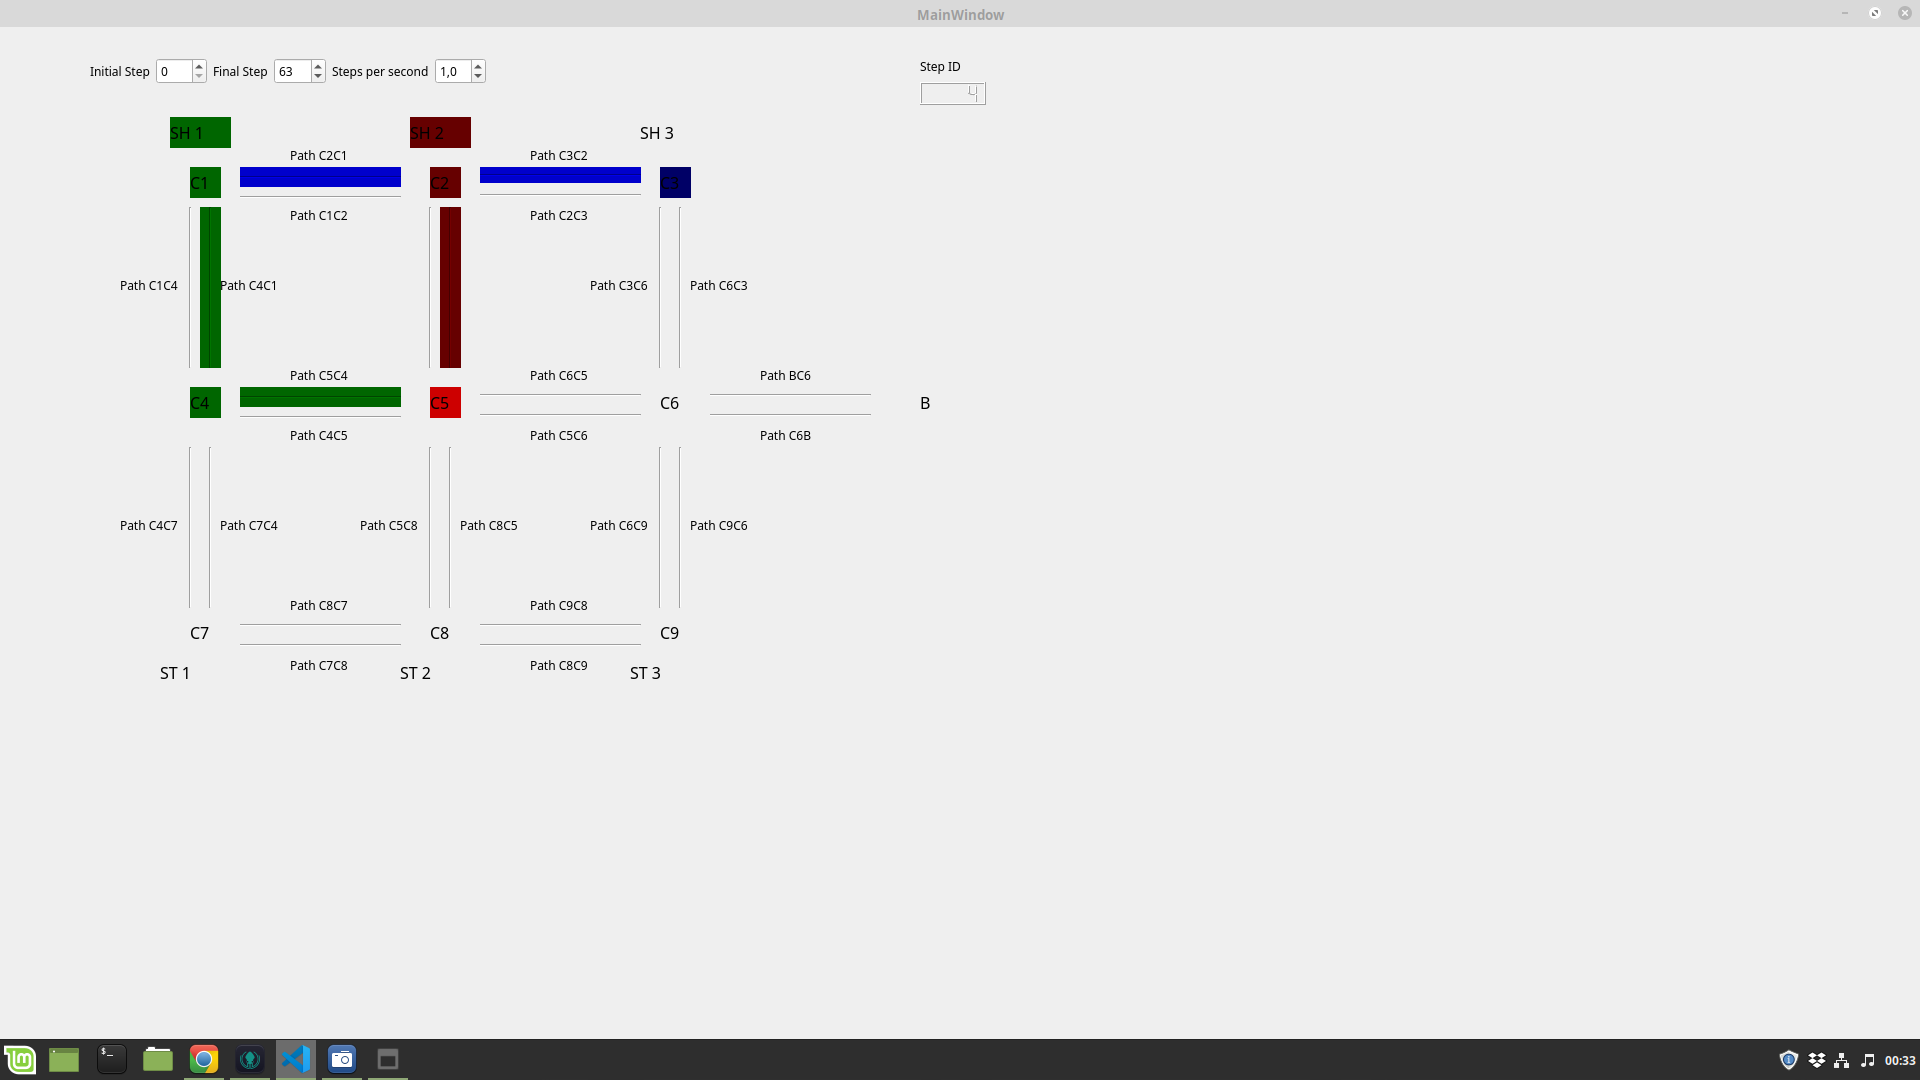 MainWindow
Initial Step 0 Final Step 63 Steps per second 1,0
Step ID
4
SH 1 SH 2 SH 3
Path C2C1 Path C3C2
C1 C2 C3
Path C1C2 Path C2C3
Path C1C4 Path C4C1 Path C3C6 Path C6C3
Path C5C4 Path C6C5 Path BC6
C4 C5 C6 B
Path C4C5 Path C5C6 Path C6B
Path C4C7 Path C7C4 Path C5C8 Path C8C5 Path C6C9 Path C9C6
Path C8C7 Path C9C8
C7 C8 C9
Path C7C8 Path C8C9
ST 1 ST 2 ST 3
00:33